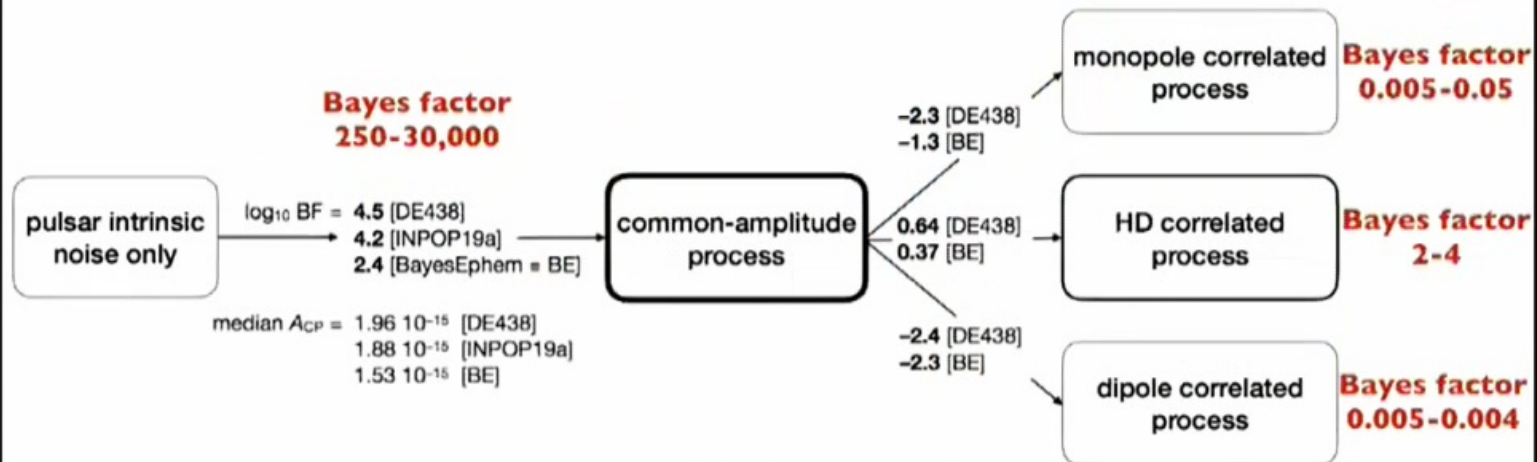 Bayes factor
250-30,000
pulsar intrinsic
noise only
log₁₀ BF = 4.5 [DE438]
4.2 [INPOP19a]
2.4 [BayesEphem = BE]
median A_CP = 1.96 10⁻¹⁵ [DE438]
1.88 10⁻¹⁵ [INPOP19a]
1.53 10⁻¹⁵ [BE]
common-amplitude
process
−2.3 [DE438]
−1.3 [BE]
0.64 [DE438]
0.37 [BE]
−2.4 [DE438]
−2.3 [BE]
monopole correlated
process
Bayes factor
0.005-0.05
HD correlated
process
Bayes factor
2-4
dipole correlated
process
Bayes factor
0.005-0.004